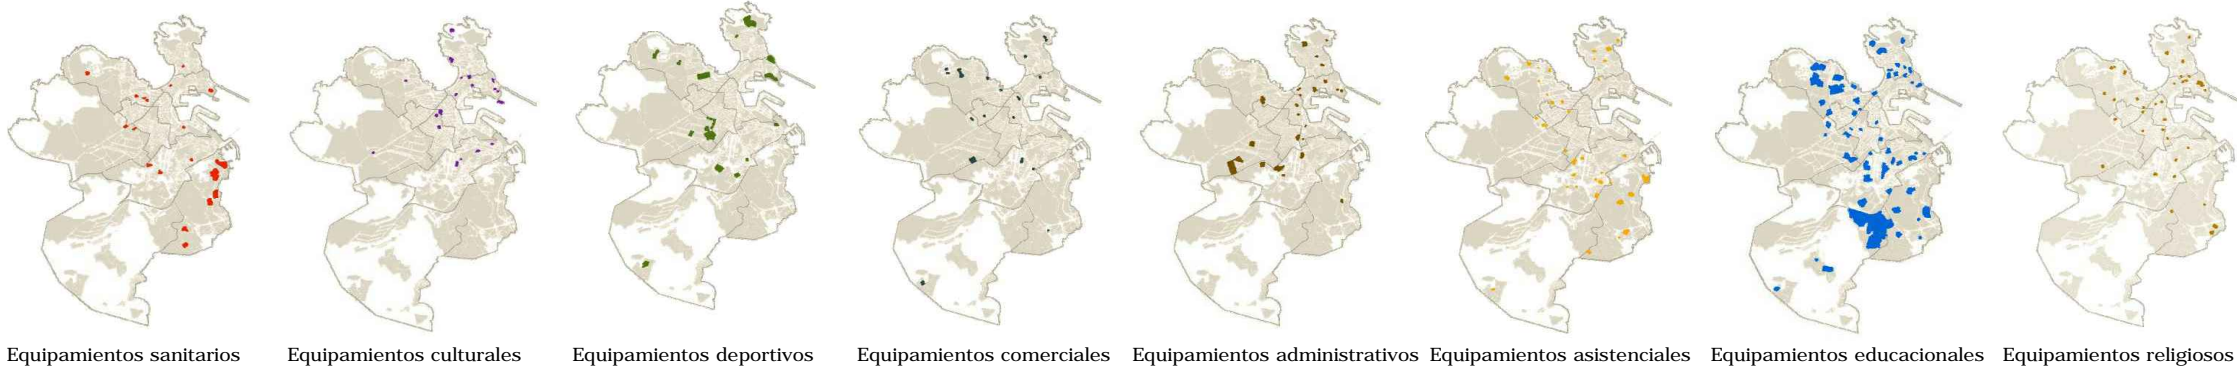 Equipamientos sanitarios
Equipamientos culturales
Equipamientos deportivos
Equipamientos comerciales
Equipamientos administrativos
Equipamientos asistenciales
Equipamientos educacionales
Equipamientos religiosos